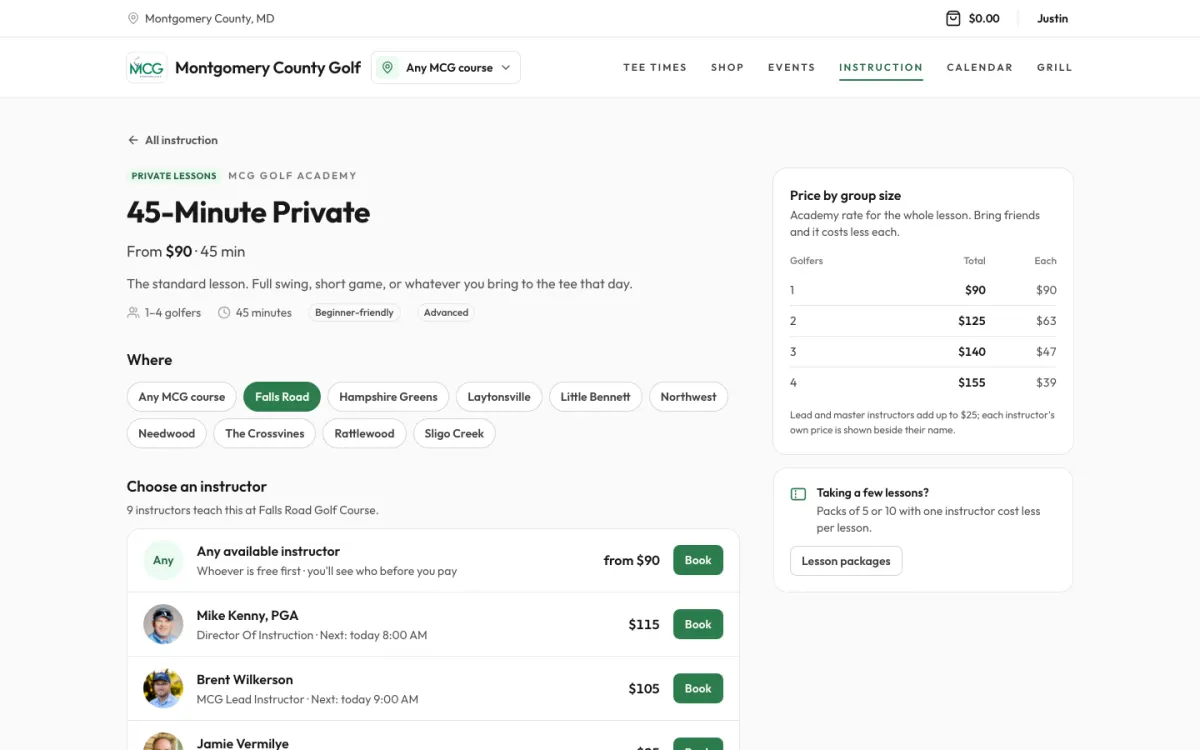 Montgomery County, MD
$0.00
Justin
MCG
Montgomery County Golf
Any MCG course
TEE TIMES
SHOP
EVENTS
INSTRUCTION
CALENDAR
GRILL
All instruction
PRIVATE LESSONS MCG GOLF ACADEMY
45-Minute Private
From $90 · 45 min
The standard lesson. Full swing, short game, or whatever you bring to the tee that day.
1–4 golfers
45 minutes
Beginner-friendly
Advanced
Where
Any MCG course
Falls Road
Hampshire Greens
Laytonsville
Little Bennett
Northwest
Needwood
The Crossvines
Rattlewood
Sligo Creek
Choose an instructor
9 instructors teach this at Falls Road Golf Course.
Any
Any available instructor
Whoever is free first · you'll see who before you pay
from $90
Book
Mike Kenny, PGA
Director Of Instruction · Next: today 8:00 AM
$115
Book
Brent Wilkerson
MCG Lead Instructor · Next: today 9:00 AM
$105
Book
Jamie Vermilye
Price by group size
Academy rate for the whole lesson. Bring friends
and it costs less each.
Golfers Total Each
1 $90 $90
2 $125 $63
3 $140 $47
4 $155 $39
Lead and master instructors add up to $25; each instructor's
own price is shown beside their name.
Taking a few lessons?
Packs of 5 or 10 with one instructor cost less
per lesson.
Lesson packages